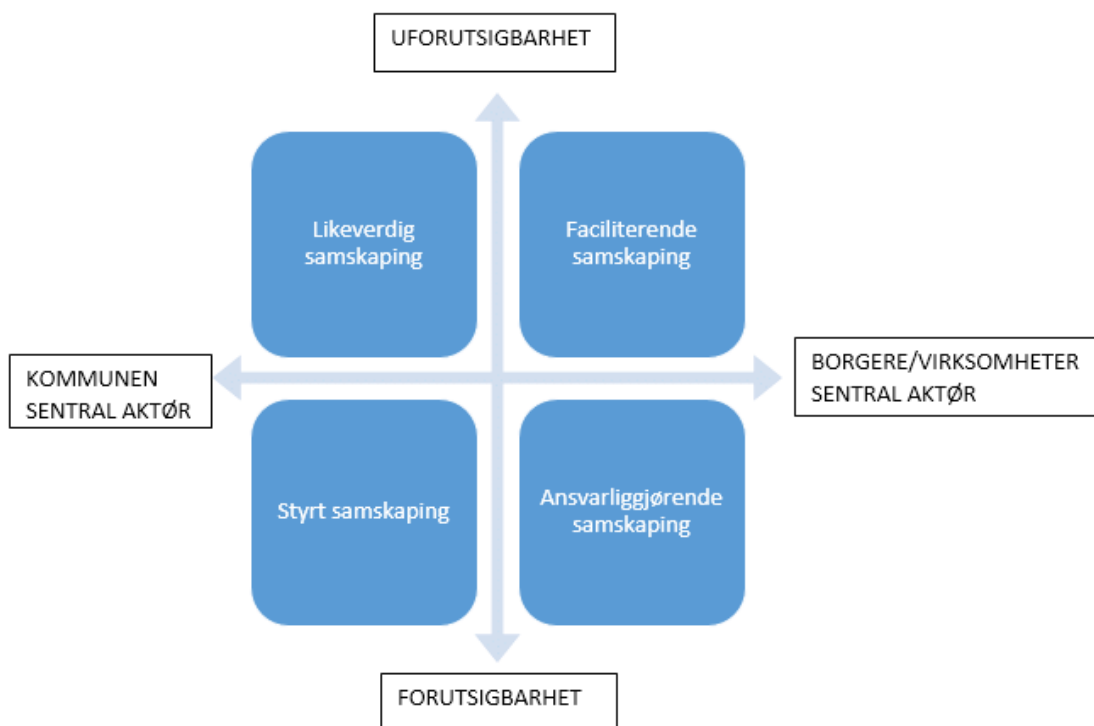 UFORUTSIGBARHET
Likeverdig
samskaping
Faciliterende
samskaping
KOMMUNEN
SENTRAL AKTØR
BORGERE/VIRKSOMHETER
SENTRAL AKTØR
Styrt samskaping
Ansvarliggjørende
samskaping
FORUTSIGBARHET